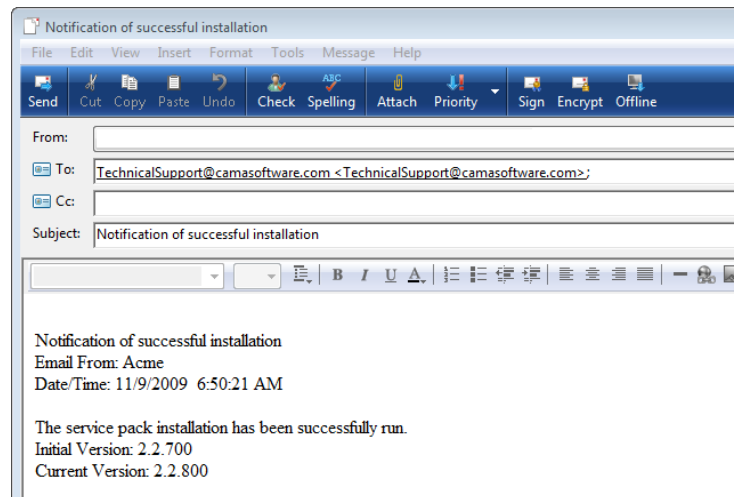 Notification of successful installation
File Edit View Insert Format Tools Message Help
ABC
Send Cut Copy Paste Undo Check Spelling Attach Priority Sign Encrypt Offline
From:
To: TechnicalSupport@camasoftware.com <TechnicalSupport@camasoftware.com>;
Cc:
Subject: Notification of successful installation
B I U A
Notification of successful installation
Email From: Acme
Date/Time: 11/9/2009 6:50:21 AM
The service pack installation has been successfully run.
Initial Version: 2.2.700
Current Version: 2.2.800